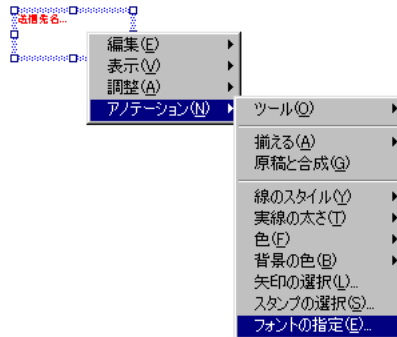 送信先名...
編集(E)
表示(V)
調整(A)
アノテーション(N)
ツール(O)
揃える(A)
原稿と合成(G)
線のスタイル(Y)
実線の太さ(T)
色(F)
背景の色(B)
矢印の選択(L)...
スタンプの選択(S)...
フォントの指定(E)...